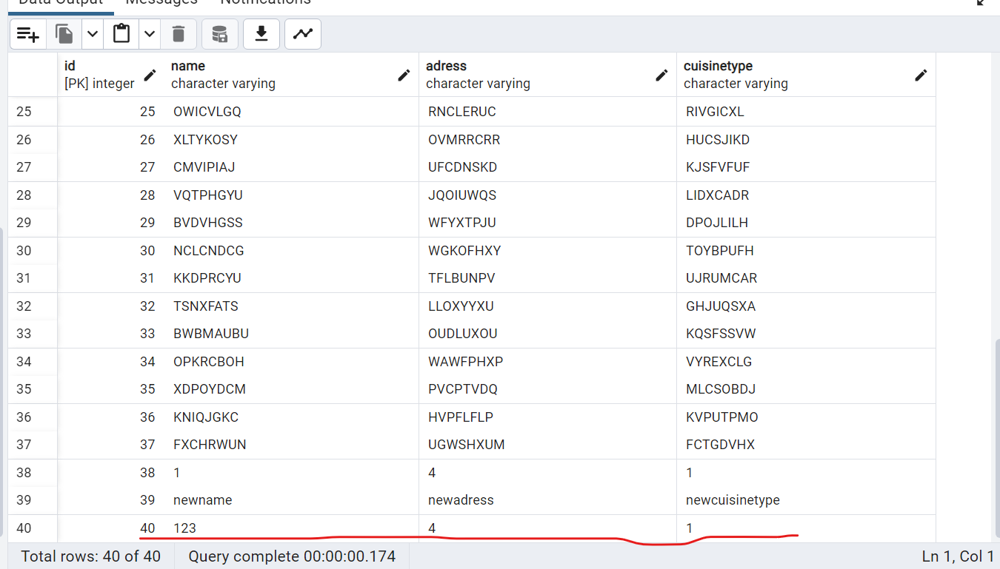 Data Output Messages Notifications
id name adress cuisinetype
[PK] integer character varying character varying character varying
25 25 OWICVLGQ RNCLERUC RIVGICXL
26 26 XLTYKOSY OVMRRCRR HUCSJIKD
27 27 CMVIPIAJ UFCDNSKD KJSFVFUF
28 28 VQTPHGYU JQOIUWQS LIDXCADR
29 29 BVDVHGSS WFYXTPJU DPOJLILH
30 30 NCLCNDCG WGKOFHXY TOYBPUFH
31 31 KKDPRCYU TFLBUNPV UJRUMCAR
32 32 TSNXFATS LLOXYYXU GHJUQSXA
33 33 BWBMAUBU OUDLUXOU KQSFSSVW
34 34 OPKRCBOH WAWFPHXP VYREXCLG
35 35 XDPOYDCM PVCPTVDQ MLCSOBDJ
36 36 KNIQJGKC HVPFLFLP KVPUTPMO
37 37 FXCHRWUN UGWSHXUM FCTGDVHX
38 38 1 4 1
39 39 newname newadress newcuisinetype
40 40 123 4 1
Total rows: 40 of 40 Query complete 00:00:00.174 Ln 1, Col 1